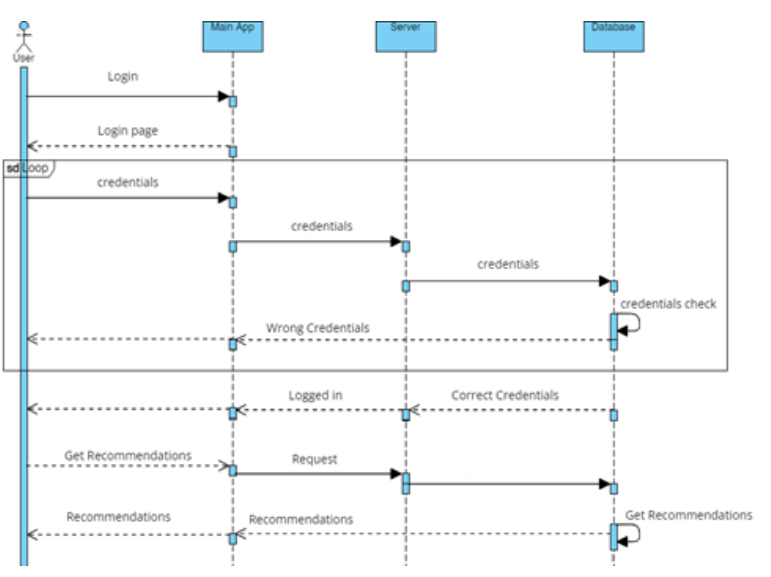 Main App
Server
Database
User
Login
Login page
sd Loop
credentials
credentials
credentials
credentials check
Wrong Credentials
Logged in
Correct Credentials
Get Recommendations
Request
Get Recommendations
Recommendations
Recommendations